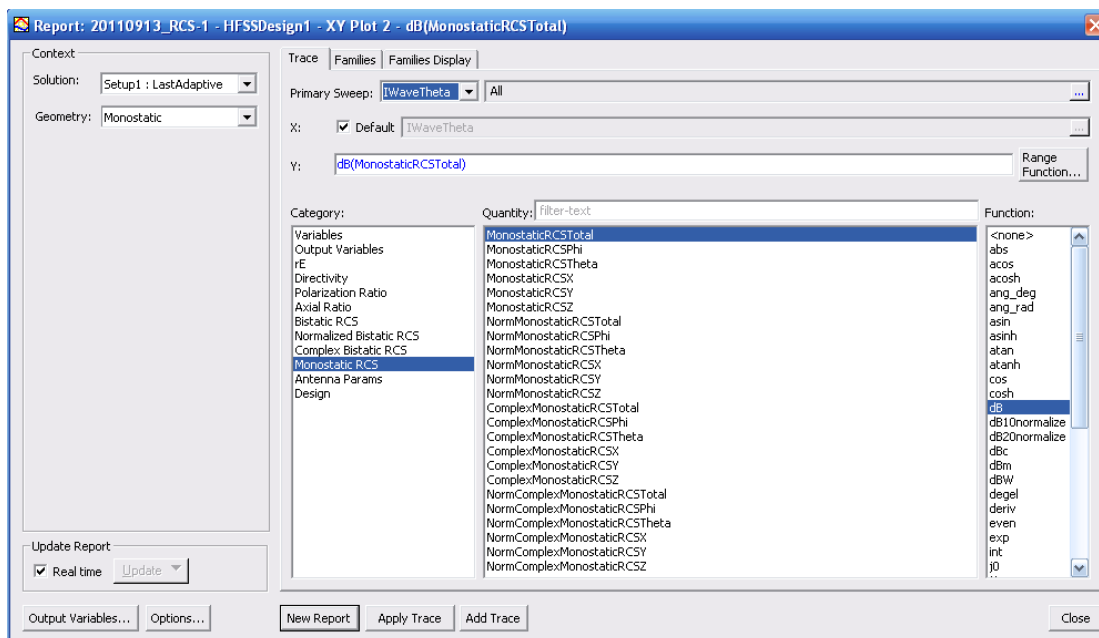 Report: 20110913_RCS-1 - HFSSDesign1 - XY Plot 2 - dB(MonostaticRCSTotal)
Context
Solution: Setup1 : LastAdaptive
Geometry: Monostatic
Trace Families Families Display
Primary Sweep: IWaveTheta All ...
X: Default IWaveTheta ...
Y: dB(MonostaticRCSTotal)
Range
Function...
Category:
Variables
Output Variables
rE
Directivity
Polarization Ratio
Axial Ratio
Bistatic RCS
Normalized Bistatic RCS
Complex Bistatic RCS
Monostatic RCS
Antenna Params
Design
Quantity: filter-text
MonostaticRCSTotal
MonostaticRCSPhi
MonostaticRCSTheta
MonostaticRCSX
MonostaticRCSY
MonostaticRCSZ
NormMonostaticRCSTotal
NormMonostaticRCSPhi
NormMonostaticRCSTheta
NormMonostaticRCSX
NormMonostaticRCSY
NormMonostaticRCSZ
ComplexMonostaticRCSTotal
ComplexMonostaticRCSPhi
ComplexMonostaticRCSTheta
ComplexMonostaticRCSX
ComplexMonostaticRCSY
ComplexMonostaticRCSZ
NormComplexMonostaticRCSTotal
NormComplexMonostaticRCSPhi
NormComplexMonostaticRCSTheta
NormComplexMonostaticRCSX
NormComplexMonostaticRCSY
NormComplexMonostaticRCSZ
Function:
<none>
abs
acos
acosh
ang_deg
ang_rad
asin
asinh
atan
atanh
cos
cosh
dB
dB10normalize
dB20normalize
dBc
dBm
dBW
degel
deriv
even
exp
int
j0
Update Report
Real time Update
Output Variables... Options... New Report Apply Trace Add Trace Close